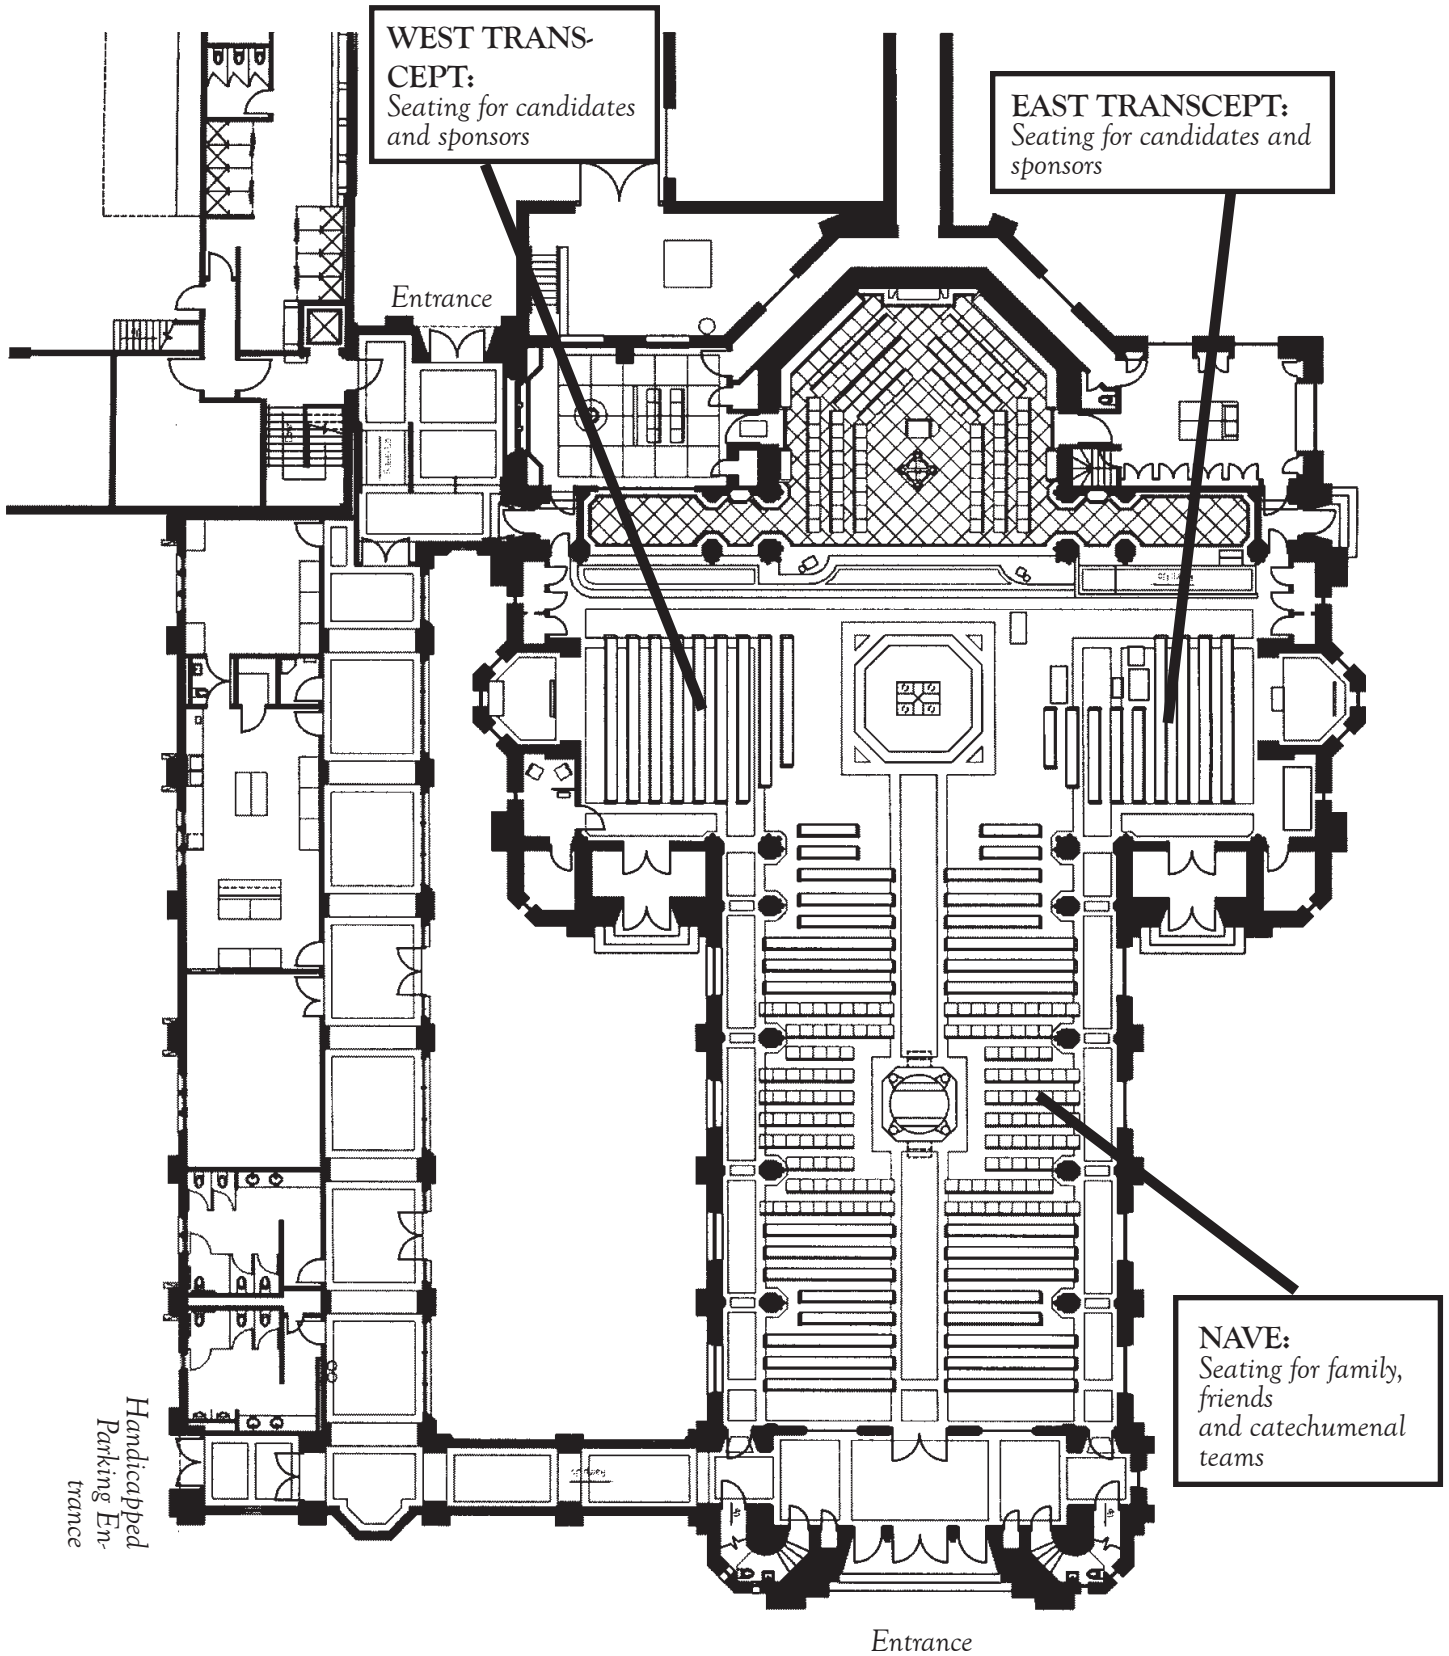 WEST TRANS-
CEPT:
Seating for candidates
and sponsors
EAST TRANSCEPT:
Seating for candidates and
sponsors
Entrance
NAVE:
Seating for family,
friends
and catechumenal
teams
Handicapped
Parking En-
trance
Entrance